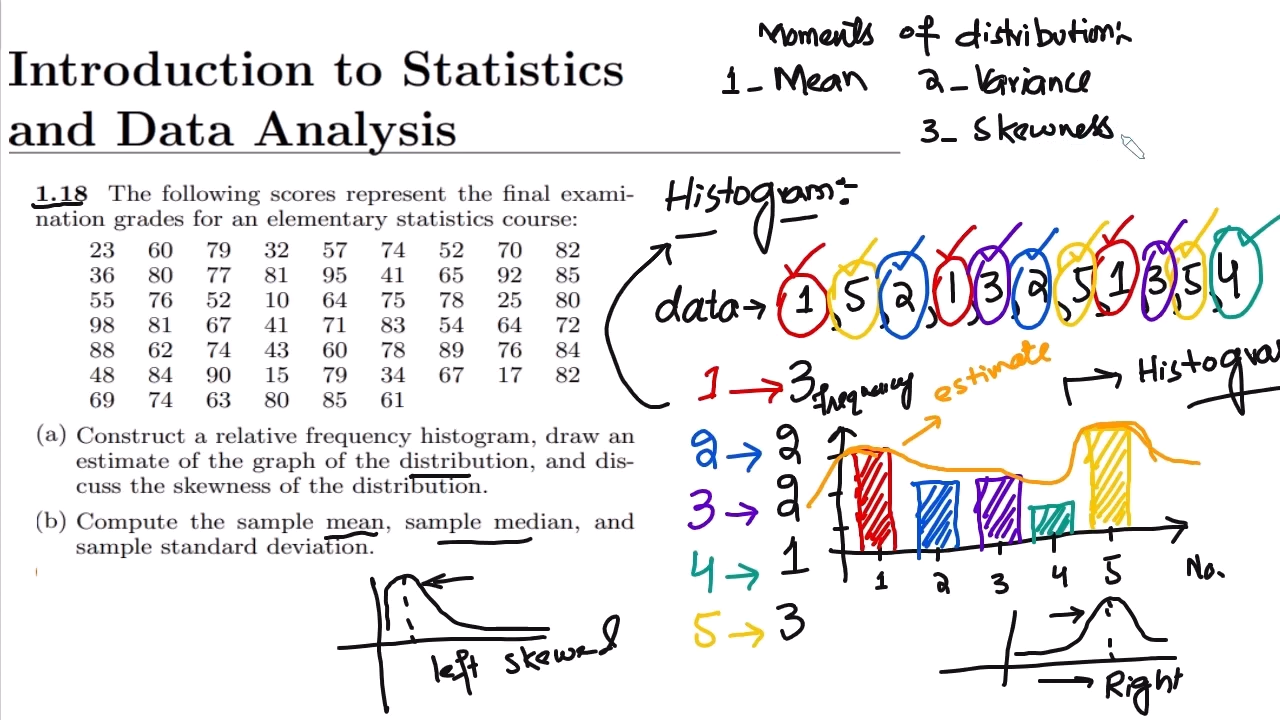 Introduction to Statistics
and Data Analysis
1.18 The following scores represent the final exami-
nation grades for an elementary statistics course:
23 60 79 32 57 74 52 70 82
36 80 77 81 95 41 65 92 85
55 76 52 10 64 75 78 25 80
98 81 67 41 71 83 54 64 72
88 62 74 43 60 78 89 76 84
48 84 90 15 79 34 67 17 82
69 74 63 80 85 61
(a) Construct a relative frequency histogram, draw an
estimate of the graph of the distribution, and dis-
cuss the skewness of the distribution.
(b) Compute the sample mean, sample median, and
sample standard deviation.
left skewed
Moments of distribution:
1- Mean 2- Variance
3- Skewness
Histogram:
data→ 1,5,2,1,3,2,5,1,3,5,4
1 → 3
2 → 2
3 → 2
4 → 1
5 → 3
frequency
estimate
Histogra
1 2 3 4 5 No.
Right